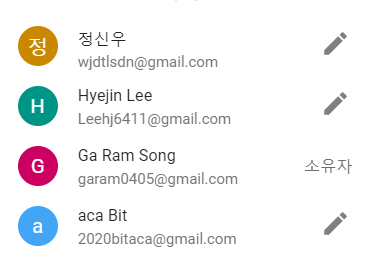 정
정신우
wjdtlsdn@gmail.com
H
Hyejin Lee
Leehj6411@gmail.com
G
Ga Ram Song
garam0405@gmail.com
소유자
a
aca Bit
2020bitaca@gmail.com